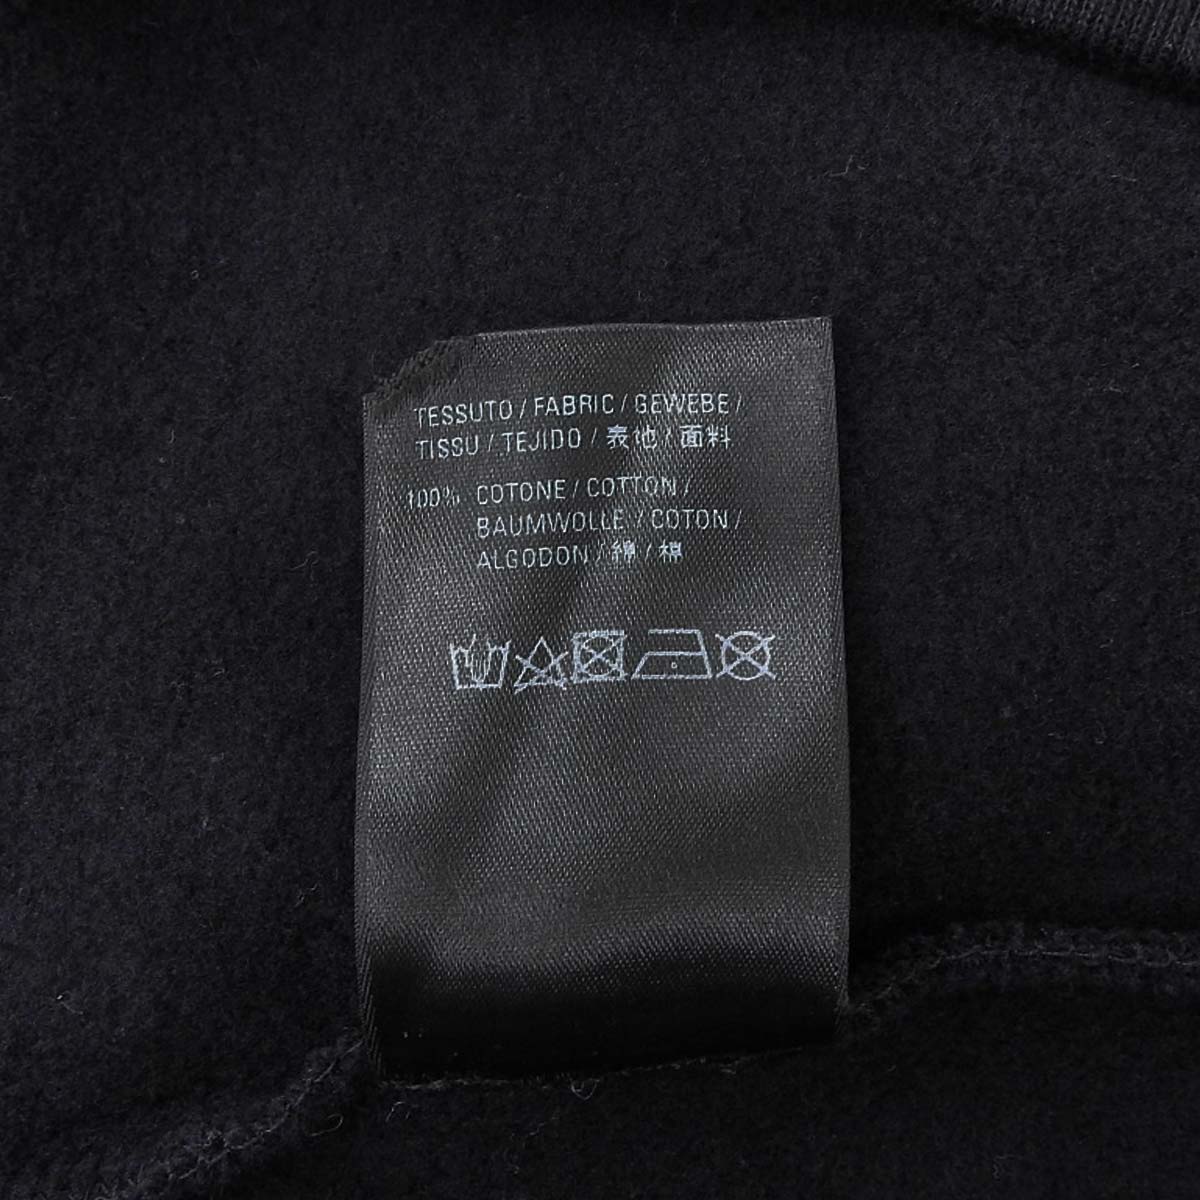 TESSUTO / FABRIC / GEWEBE /
TISSU / TEJIDO / 表地 / 面料
100% COTONE / COTTON /
BAUMWOLLE / COTON /
ALGODON / 綿 / 棉